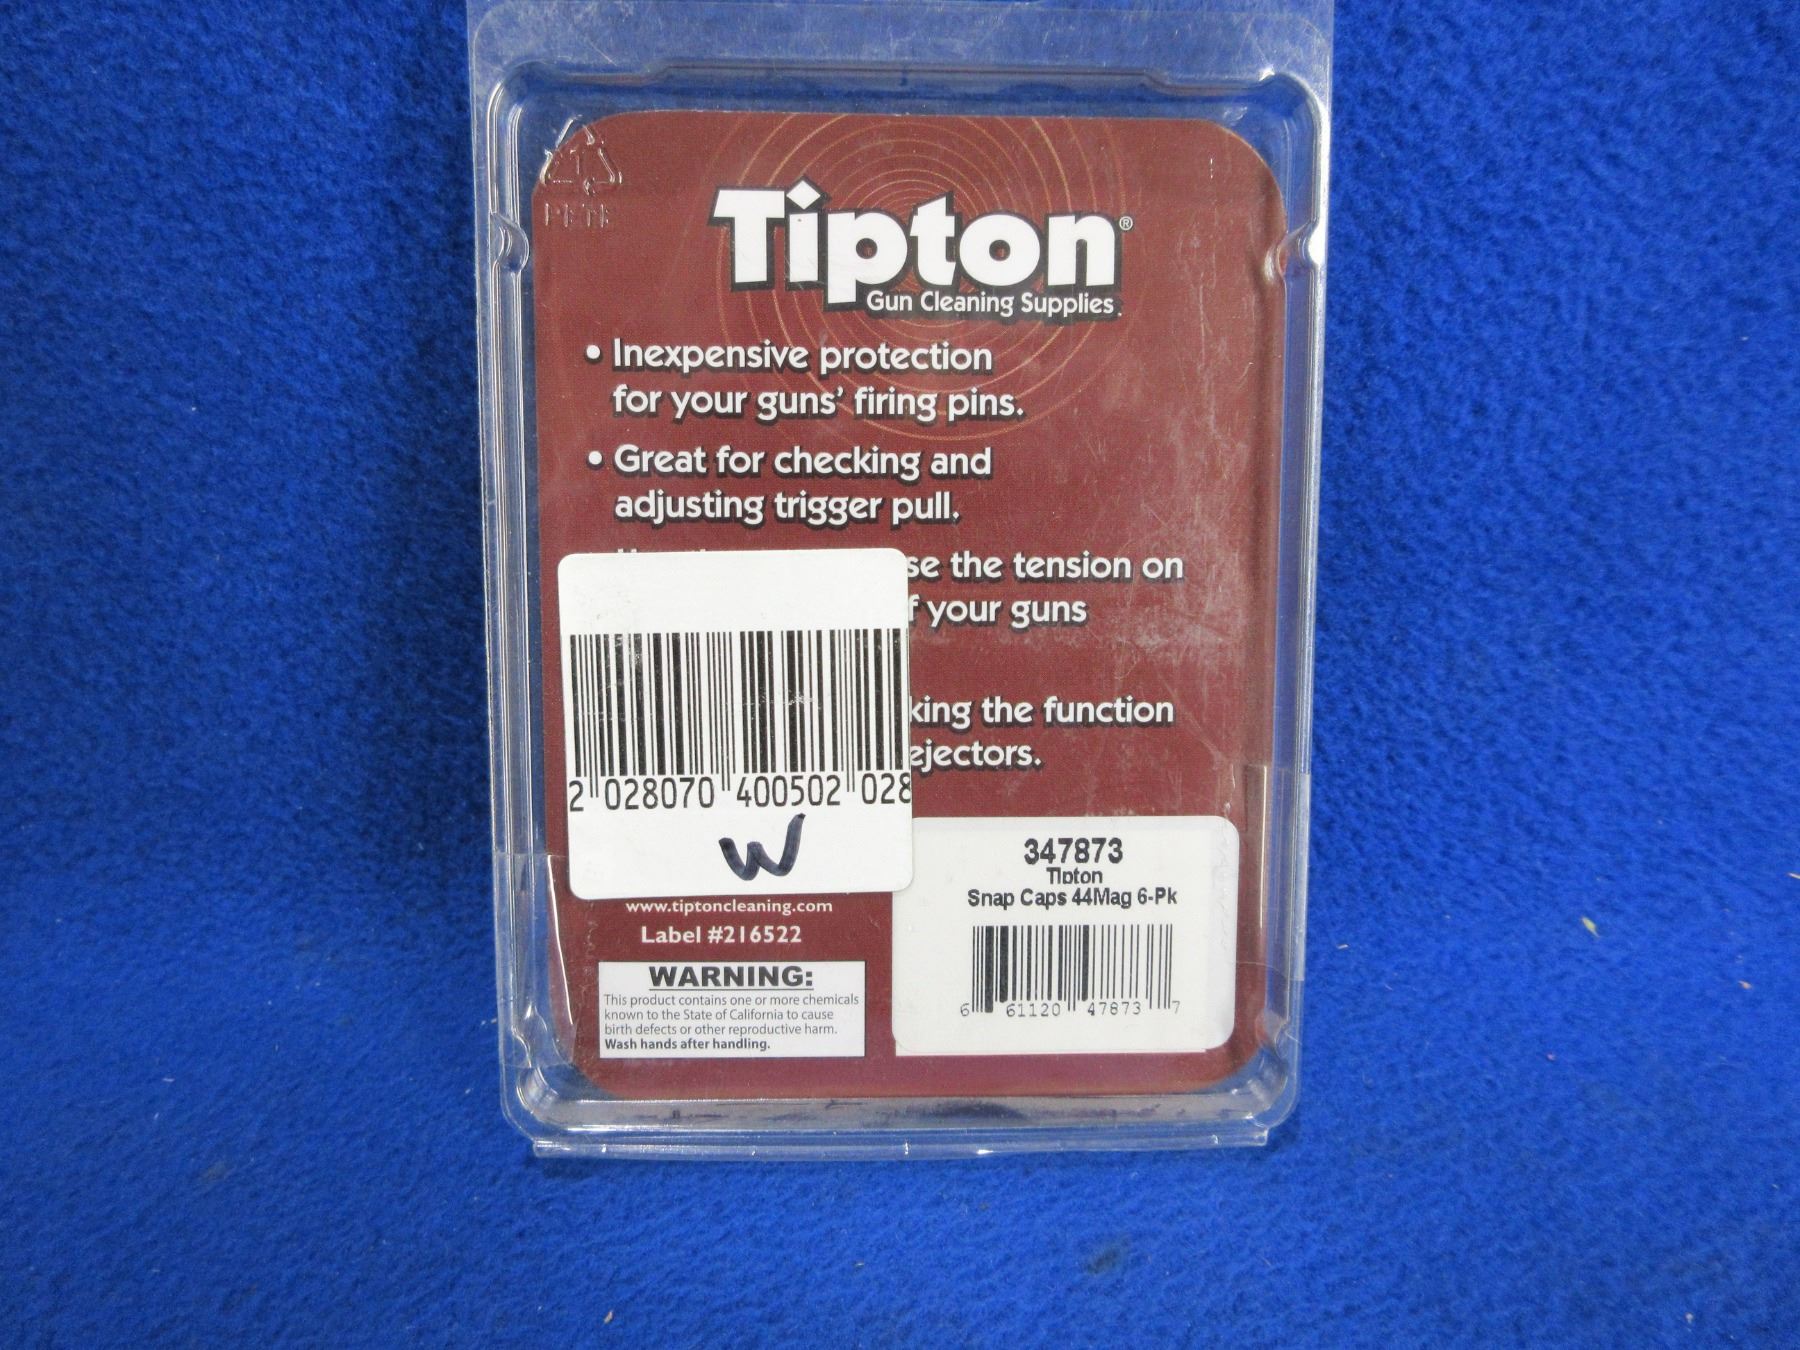 PETE
Tipton®
Gun Cleaning Supplies.
• Inexpensive protection
for your guns' firing pins.
• Great for checking and
adjusting trigger pull.
the tension on
your guns
the function
ejectors.
2 028070 400502 028
W
www.tiptoncleaning.com
Label #216522
WARNING:
This product contains one or more chemicals
known to the State of California to cause
birth defects or other reproductive harm.
Wash hands after handling.
347873
Tipton
Snap Caps 44Mag 6-Pk
6 61120 47873 7